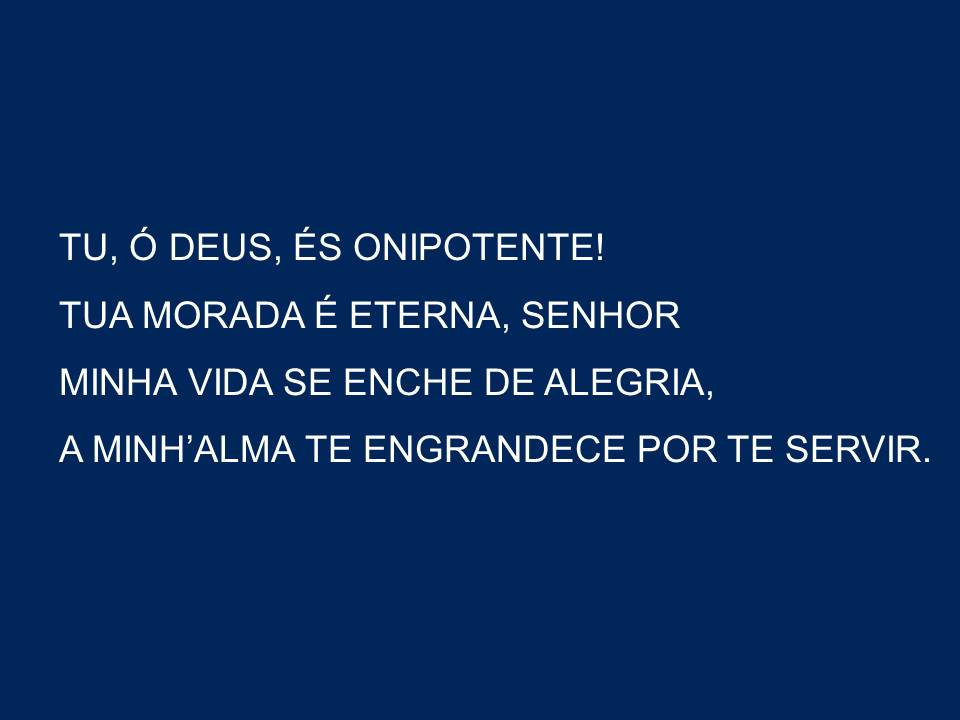 TU, Ó DEUS, ÉS ONIPOTENTE!
TUA MORADA É ETERNA, SENHOR
MINHA VIDA SE ENCHE DE ALEGRIA,
A MINH’ALMA TE ENGRANDECE POR TE SERVIR.